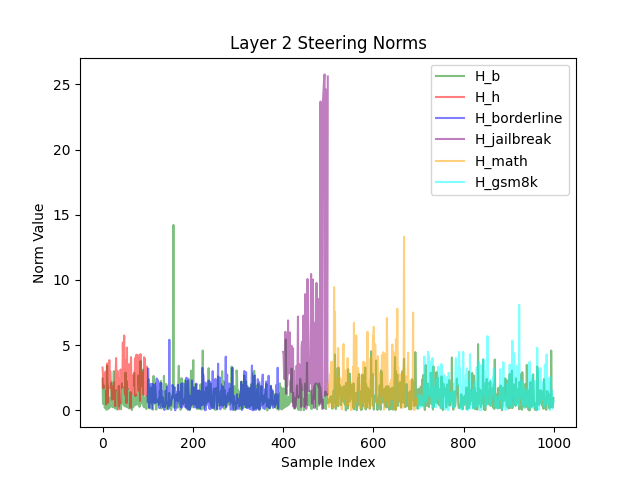 Layer 2 Steering Norms
H_b
H_h
H_borderline
H_jailbreak
H_math
H_gsm8k
Norm Value
25
20
15
10
5
0
0 200 400 600 800 1000
Sample Index